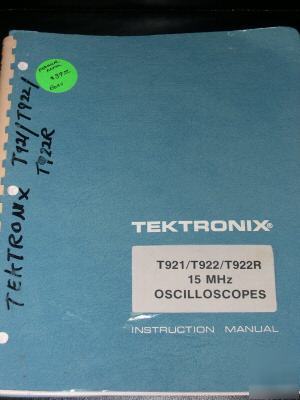 TEKTRONIX T921/T922/
T922R
TEKTRONIX®
T921/T922/T922R
15 MHz
OSCILLOSCOPES
INSTRUCTION MANUAL